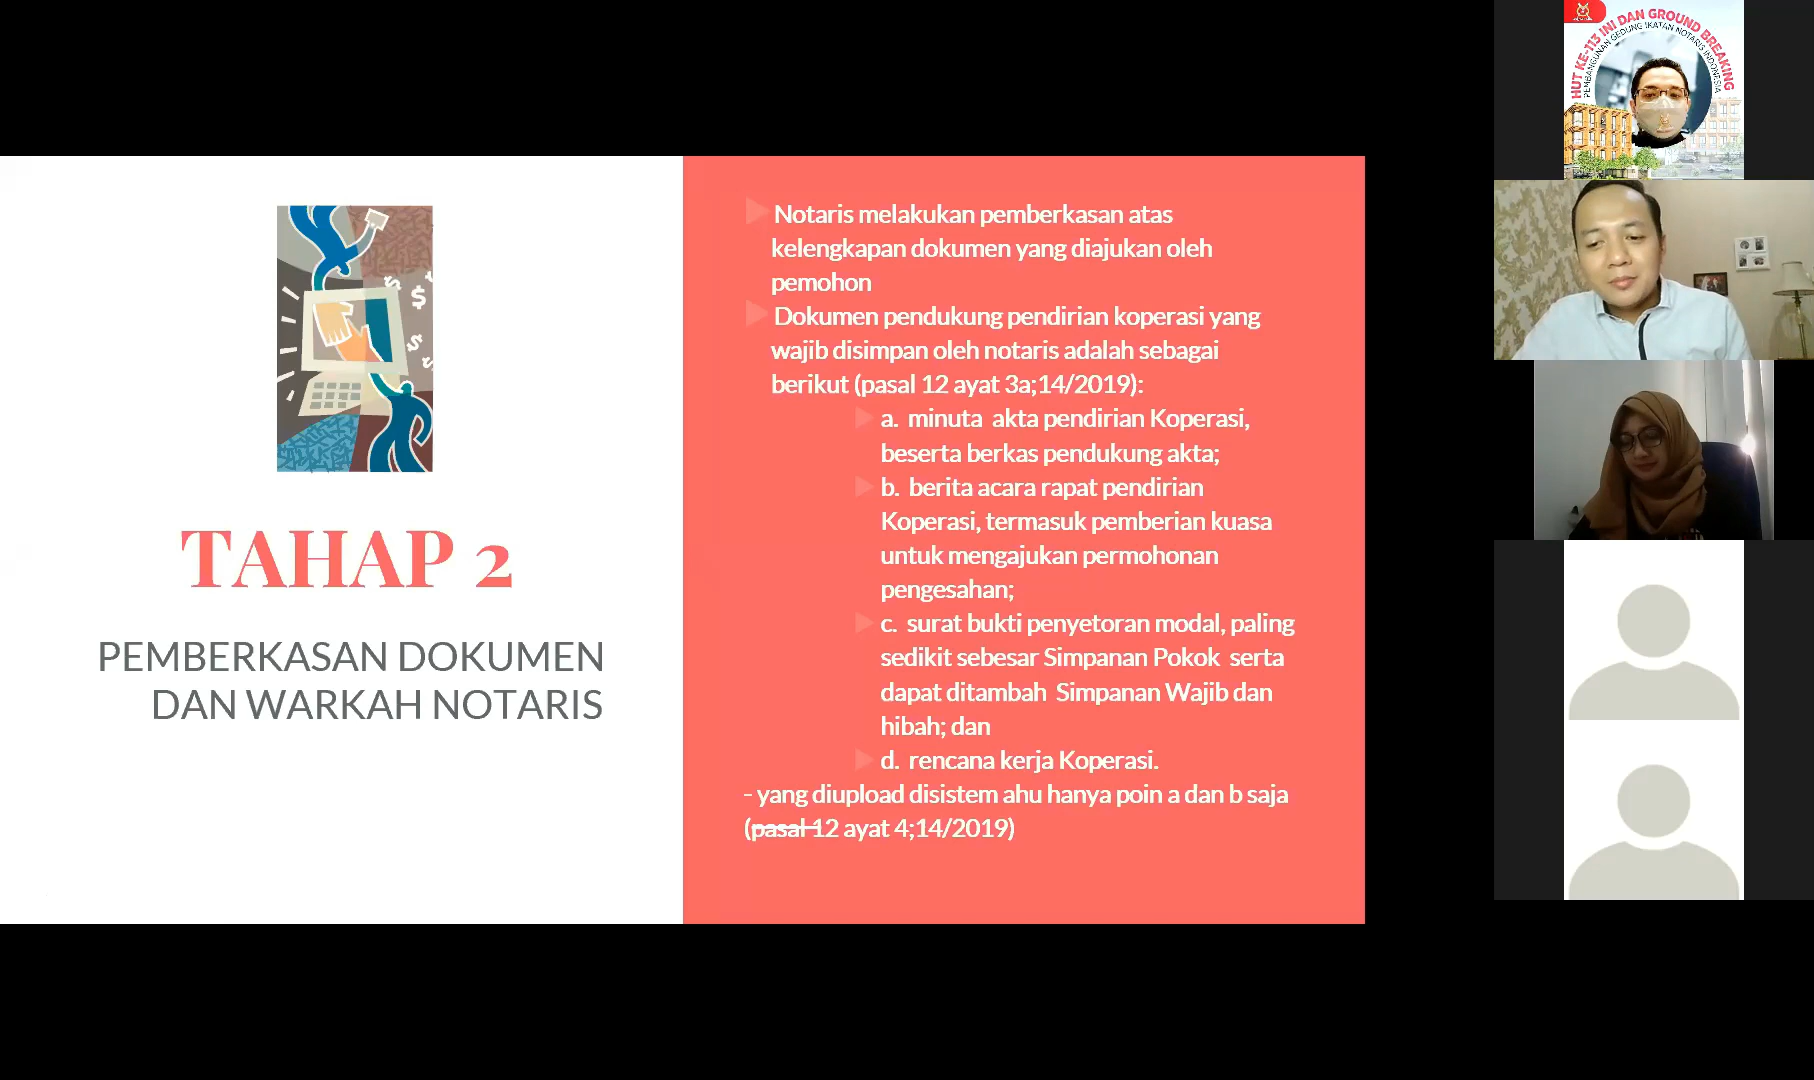 TAHAP 2
PEMBERKASAN DOKUMEN
DAN WARKAH NOTARIS
Notaris melakukan pemberkasan atas
kelengkapan dokumen yang diajukan oleh
pemohon
Dokumen pendukung pendirian koperasi yang
wajib disimpan oleh notaris adalah sebagai
berikut (pasal 12 ayat 3a;14/2019):
a. minuta akta pendirian Koperasi,
beserta berkas pendukung akta;
b. berita acara rapat pendirian
Koperasi, termasuk pemberian kuasa
untuk mengajukan permohonan
pengesahan;
c. surat bukti penyetoran modal, paling
sedikit sebesar Simpanan Pokok serta
dapat ditambah Simpanan Wajib dan
hibah; dan
d. rencana kerja Koperasi.
- yang diupload disistem ahu hanya poin a dan b saja
(pasal 12 ayat 4;14/2019)
HUT KE-113 INI DAN GROUND BREAKING
PEMBANGUNAN GEDUNG IKATAN NOTARIS INDONESIA